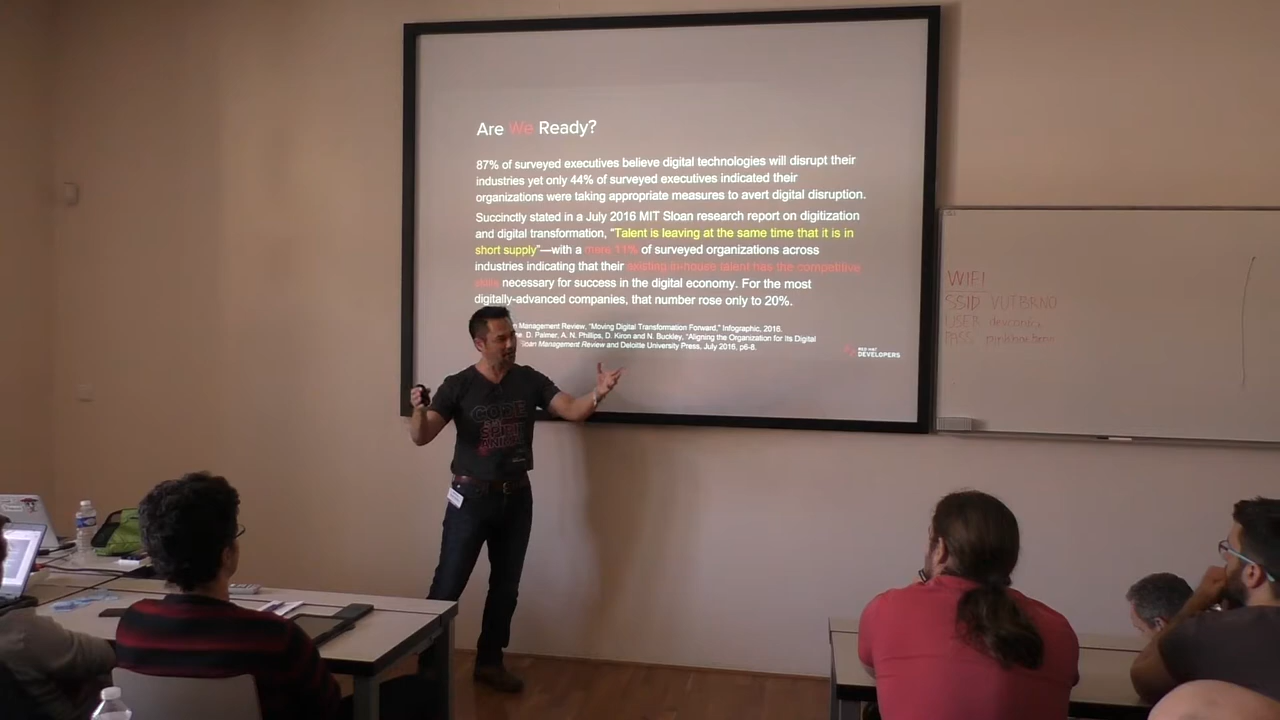 Are We Ready?
87% of surveyed executives believe digital technologies will disrupt their
industries yet only 44% of surveyed executives indicated their
organizations were taking appropriate measures to avert digital disruption.
Succinctly stated in a July 2016 MIT Sloan research report on digitization
and digital transformation, “Talent is leaving at the same time that it is in
short supply”—with a mere 11% of surveyed organizations across
industries indicating that their existing in-house talent has the competitive
skills necessary for success in the digital economy. For the most
digitally-advanced companies, that number rose only to 20%.
Management Review, “Moving Digital Transformation Forward,” Infographic, 2016.
D. Palmer, A. N. Phillips, D. Kiron and N. Buckley, “Aligning the Organization for Its Digital
Sloan Management Review and Deloitte University Press, July 2016, p6-8.
RED HAT
DEVELOPERS
CODE
SPIRIT
ANIMAL
WIFI
SSID VUTBRNO
USER
PASS